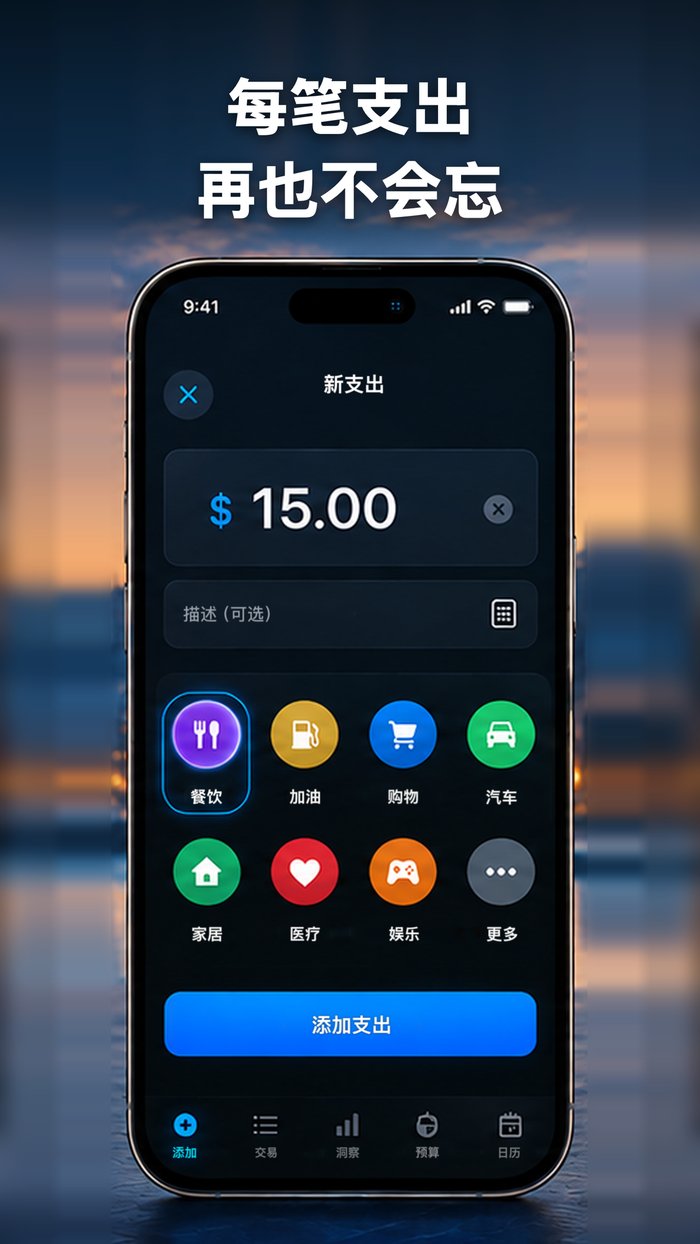 每笔支出
再也不会忘
9:41
新支出
$ 15.00
描述 (可选)
餐饮 加油 购物 汽车
家居 医疗 娱乐 更多
添加支出
添加 交易 洞察 预算 日历